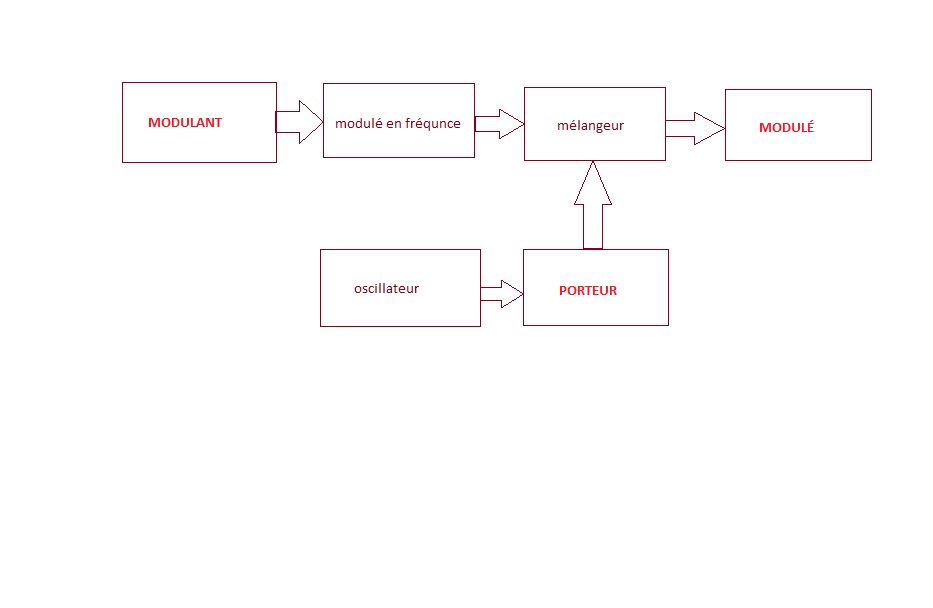 MODULANT
modulé en fréqunce
mélangeur
MODULÉ
oscillateur
PORTEUR